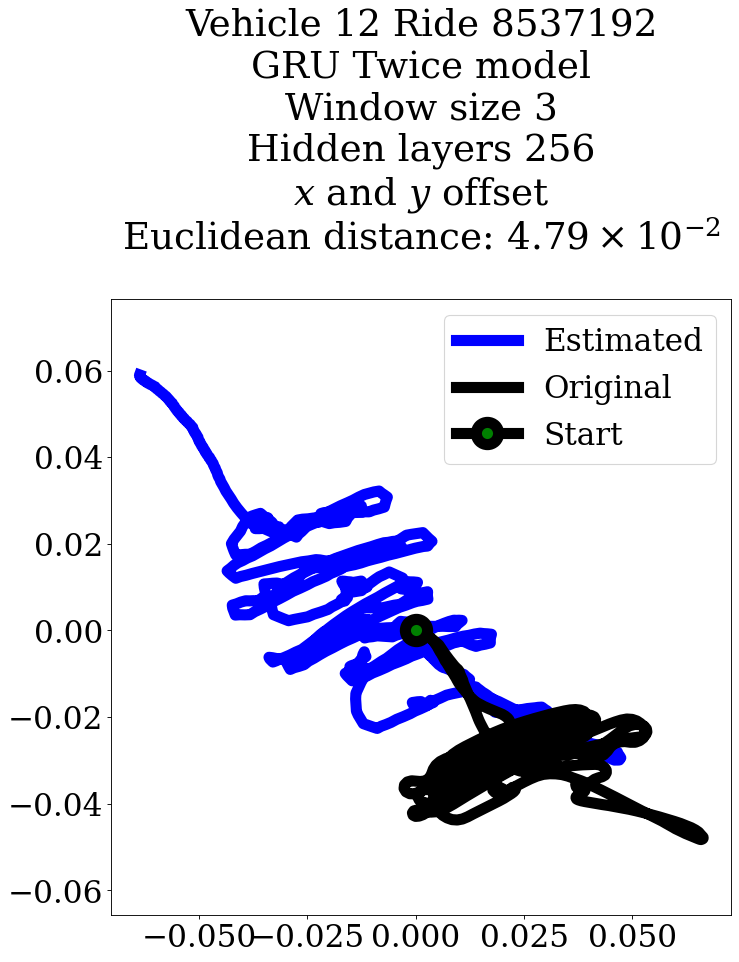 Vehicle 12 Ride 8537192
GRU Twice model
Window size 3
Hidden layers 256
x and y offset
Euclidean distance: 4.79 × 10⁻²
Estimated
Original
Start
0.06
0.04
0.02
0.00
−0.02
−0.04
−0.06
−0.050 −0.025 0.000 0.025 0.050